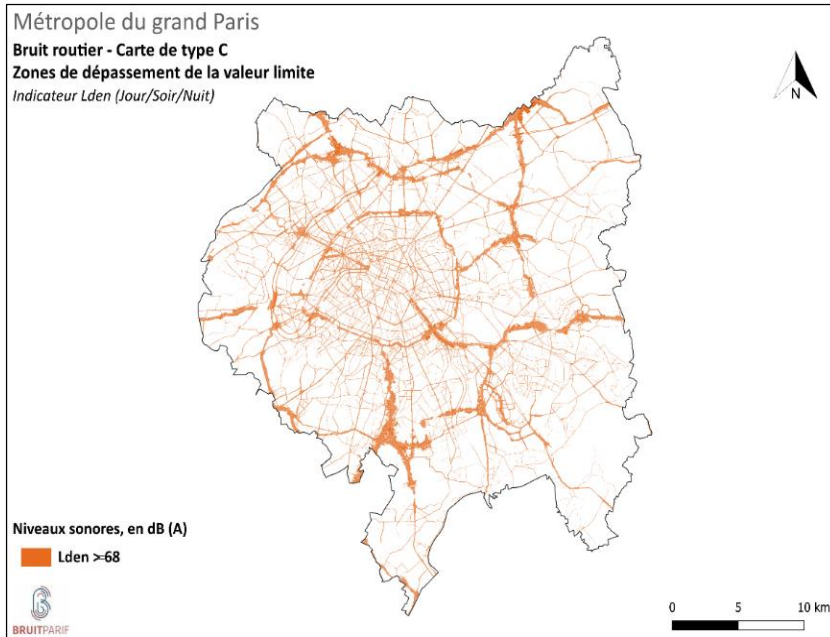 Métropole du grand Paris
Bruit routier - Carte de type C
Zones de dépassement de la valeur limite
Indicateur Lden (Jour/Soir/Nuit)
N
Niveaux sonores, en dB (A)
Lden >=68
BRUITPARIF
0 5 10 km